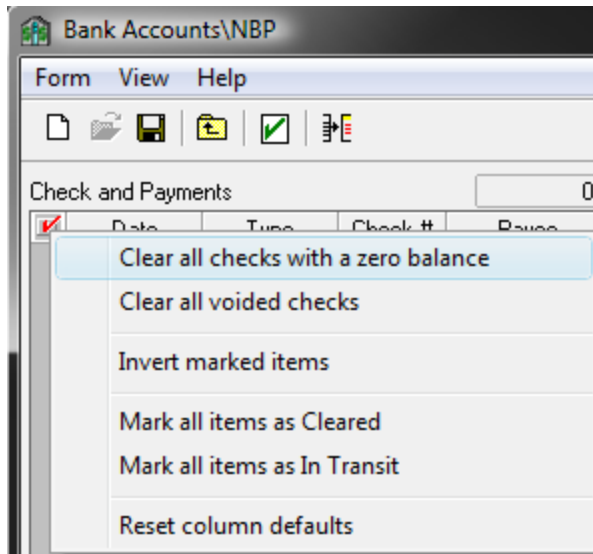 Bank Accounts\NBP
Form View Help
Check and Payments 0
Date Type Check # Payee
Clear all checks with a zero balance
Clear all voided checks
Invert marked items
Mark all items as Cleared
Mark all items as In Transit
Reset column defaults